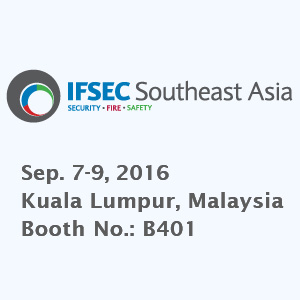 IFSEC Southeast Asia
SECURITY • FIRE • SAFETY
Sep. 7-9, 2016
Kuala Lumpur, Malaysia
Booth No.: B401